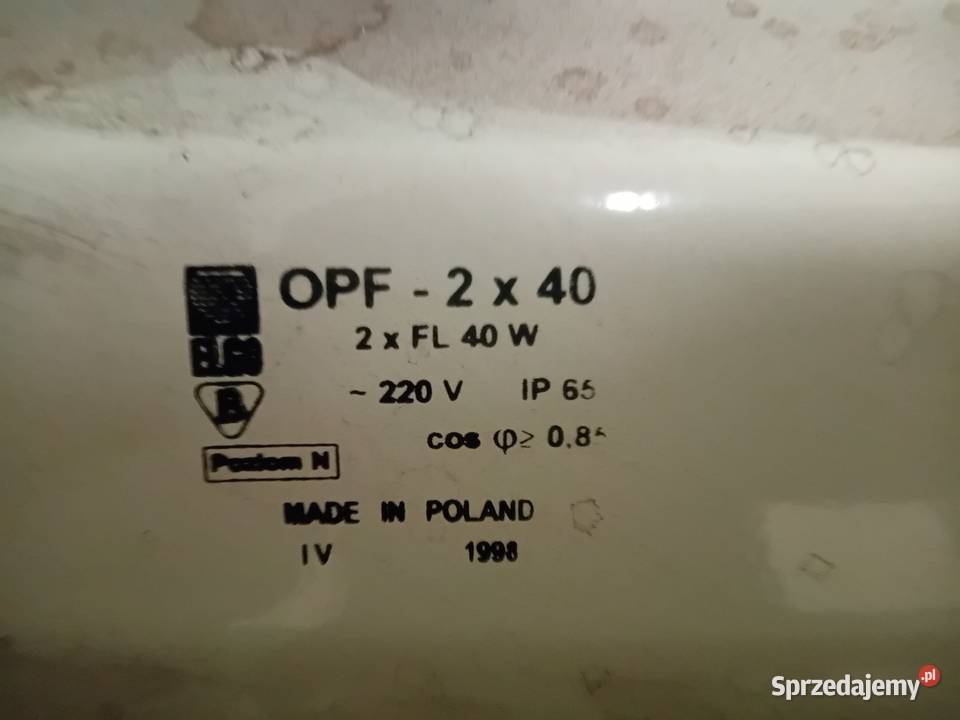 OPF - 2 x 40
2 x FL 40 W
ELGO
~ 220 V IP 65
B
cos φ≥ 0.8
Poziom N
MADE IN POLAND
IV 1998
Sprzedajemy.pl